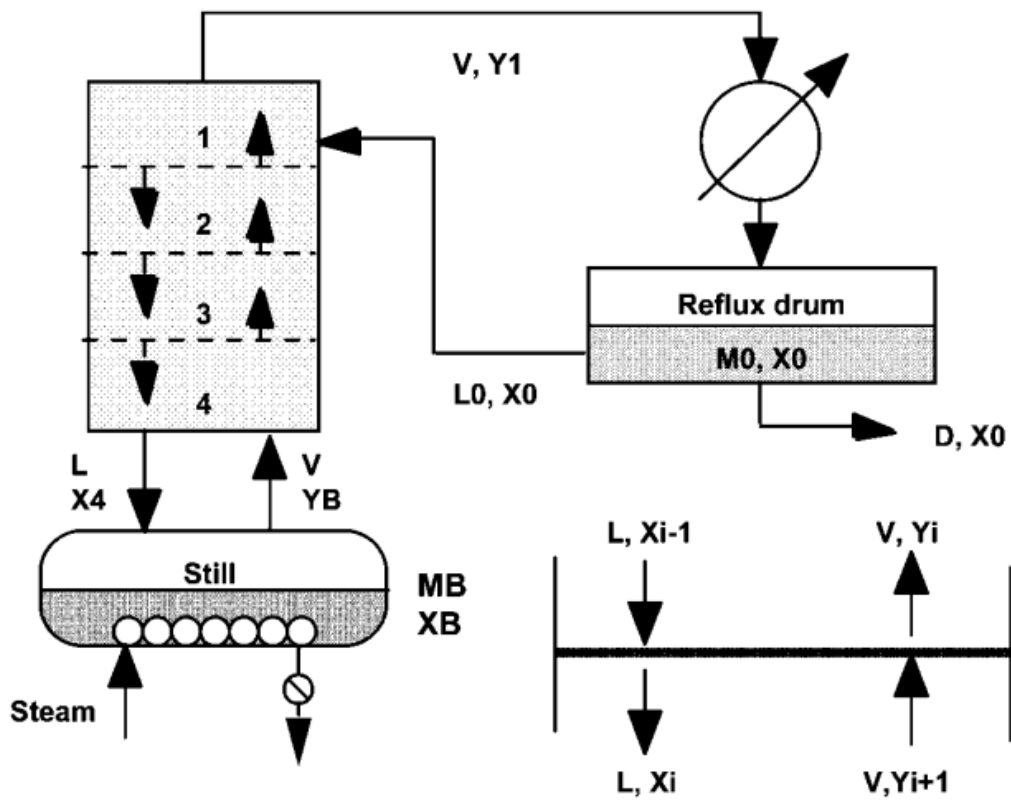 V, Y1
1
2
3
4
Reflux drum
M0, X0
L0, X0
D, X0
L
X4
V
YB
Still
MB
XB
Steam
L, Xi-1
V, Yi
L, Xi
V,Yi+1